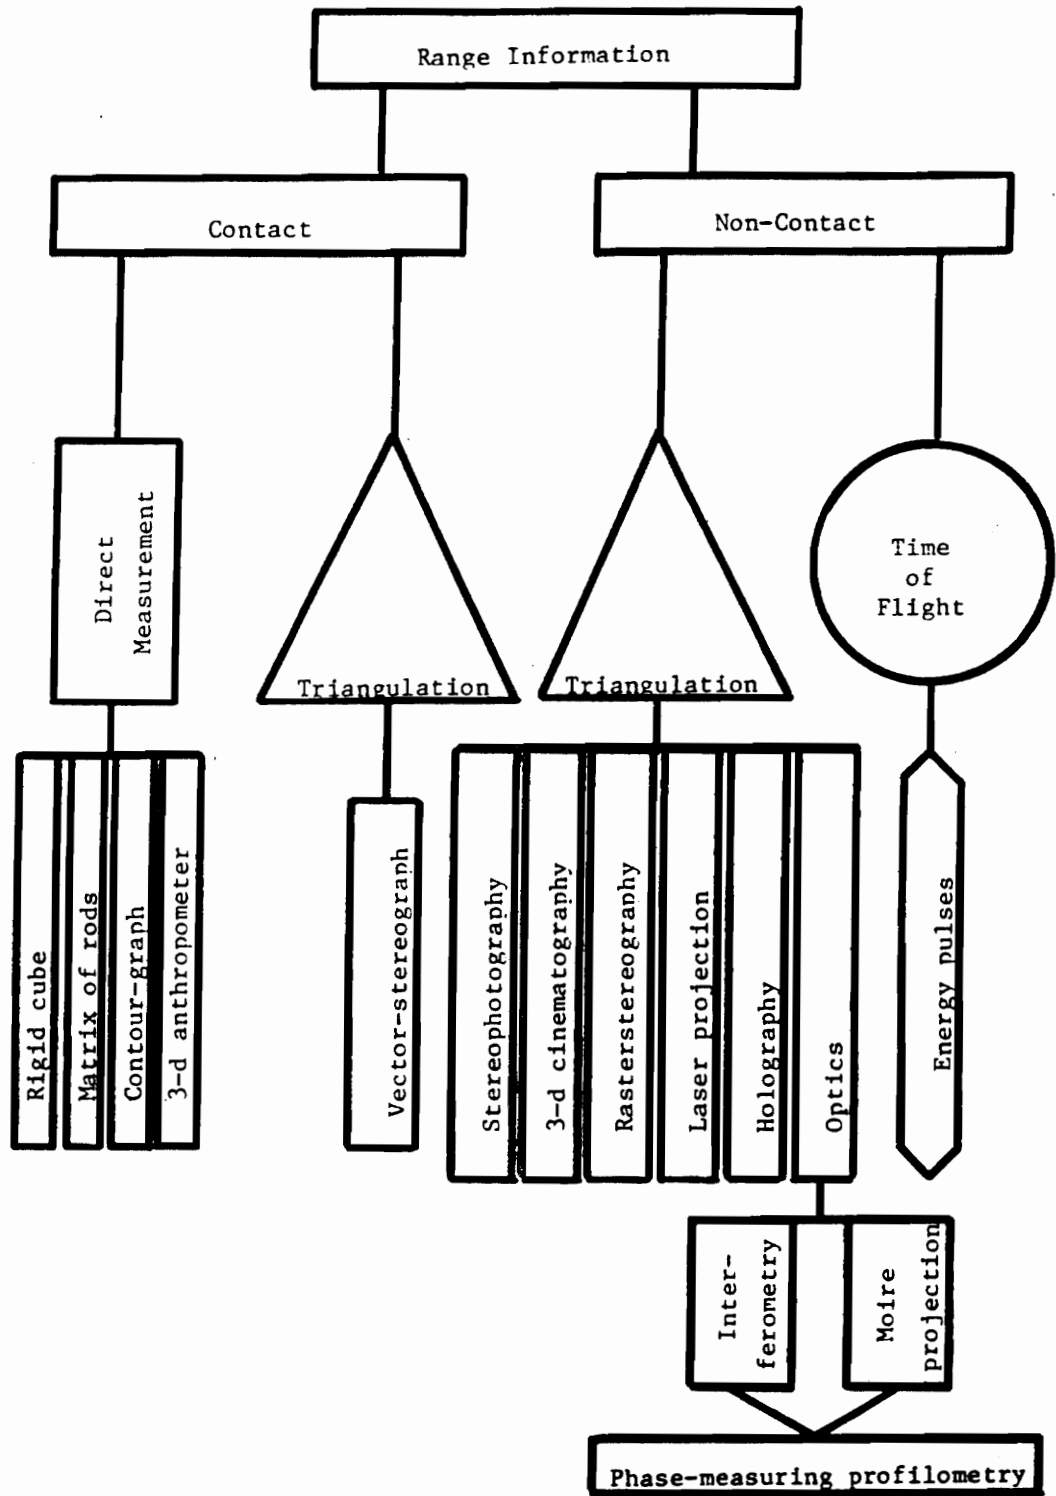 Range Information
Contact
Non-Contact
Direct
Measurement
Triangulation
Triangulation
Time
of
Flight
Rigid cube
Matrix of rods
Contour-graph
3-d anthropometer
Vector-stereograph
Stereophotography
3-d cinematography
Rasterstereography
Laser projection
Holography
Optics
Energy pulses
Inter-
ferometry
Moire
projection
Phase-measuring profilometry